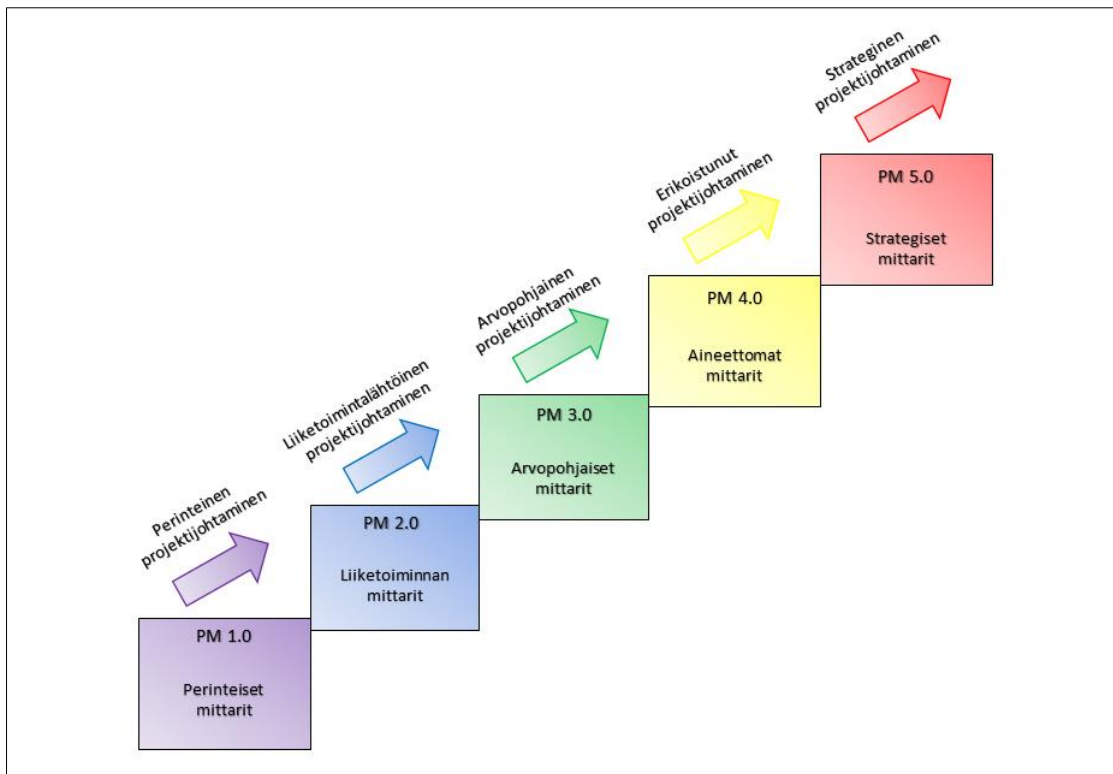 Strateginen
projektijohtaminen
PM 5.0
Strategiset
mittarit
Erikoistunut
projektijohtaminen
PM 4.0
Aineettomat
mittarit
Arvopohjainen
projektijohtaminen
PM 3.0
Arvopohjaiset
mittarit
Liiketoimintalähtöinen
projektijohtaminen
PM 2.0
Liiketoiminnan
mittarit
Perinteinen
projektijohtaminen
PM 1.0
Perinteiset
mittarit